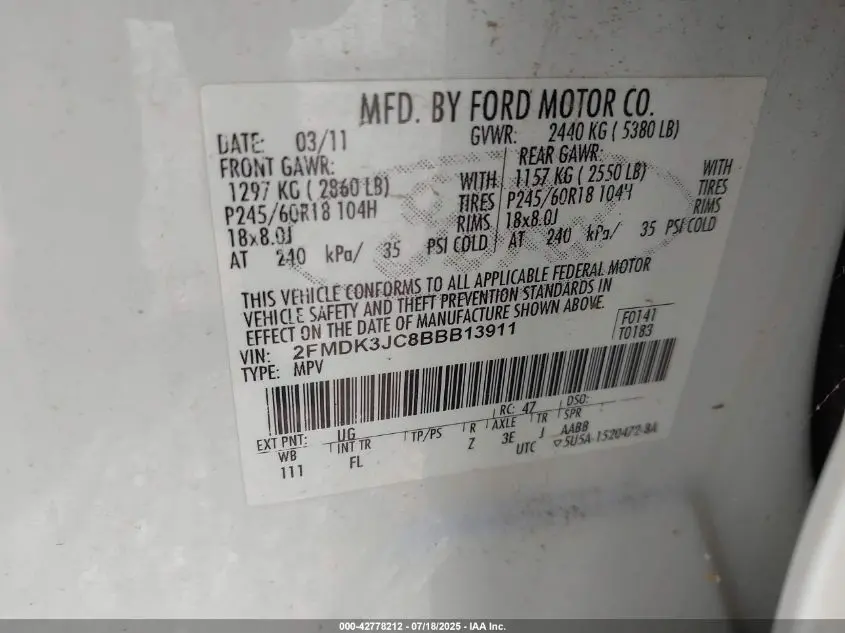 MFD. BY FORD MOTOR CO.
DATE: 03/11 GVWR: 2440 KG ( 5380 LB)
FRONT GAWR: REAR GAWR:
1297 KG ( 2860 LB) WITH 1157 KG ( 2550 LB) WITH
P245/60R18 104H TIRES P245/60R18 104H TIRES
18x8.0J RIMS 18x8.0J RIMS
AT 240 kPa/ 35 PSI COLD AT 240 kPa/ 35 PSI COLD
THIS VEHICLE CONFORMS TO ALL APPLICABLE FEDERAL MOTOR
VEHICLE SAFETY AND THEFT PREVENTION STANDARDS IN
EFFECT ON THE DATE OF MANUFACTURE SHOWN ABOVE.
VIN: 2FMDK3JC8BBB13911 F0141
TYPE: MPV T0183
EXT PNT: UG RC: 47 DSO:
WB INT TR TP/PS R AXLE TR SPR
111 FL Z 3E J AABB
UTC 5U5A-1520472-BA
000-42778212 - 07/18/2025 - IAA Inc.